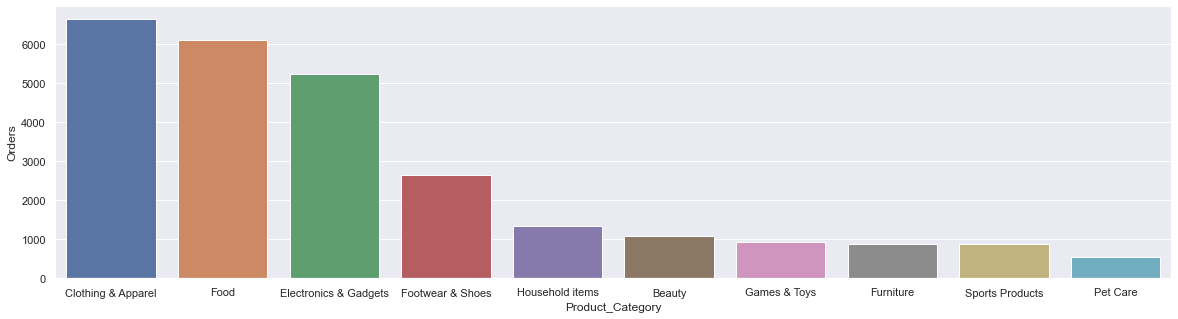 6000
5000
4000
3000
2000
1000
0
Orders
Clothing & Apparel
Food
Electronics & Gadgets
Footwear & Shoes
Household items
Beauty
Games & Toys
Furniture
Sports Products
Pet Care
Product_Category